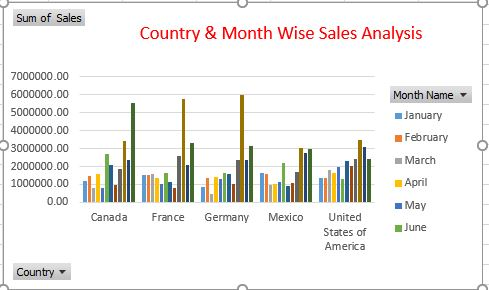 Sum of Sales
Country & Month Wise Sales Analysis
7000000.00
6000000.00
5000000.00
4000000.00
3000000.00
2000000.00
1000000.00
0.00
Canada
France
Germany
Mexico
United
States of
America
Month Name
January
February
March
April
May
June
Country